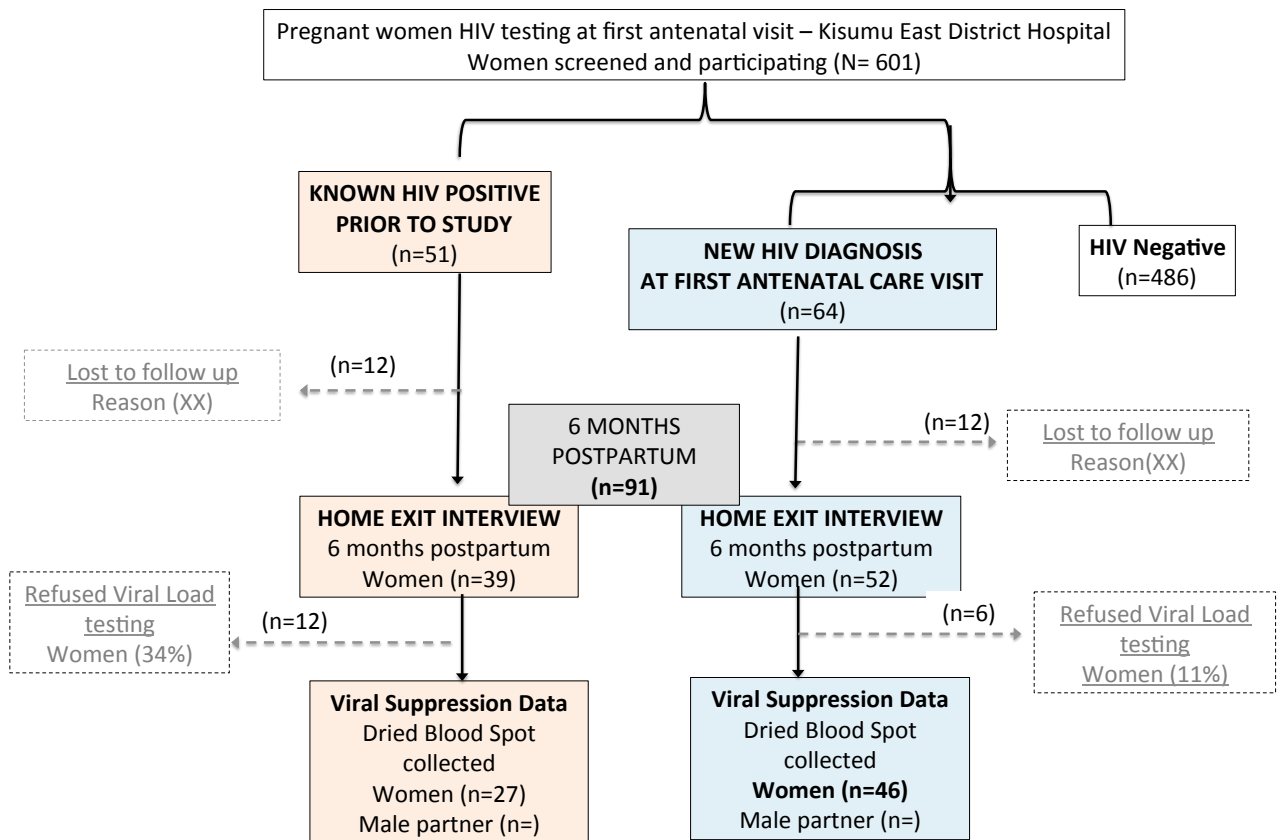 Pregnant women HIV testing at first antenatal visit – Kisumu East District Hospital
Women screened and participating (N= 601)
KNOWN HIV POSITIVE
PRIOR TO STUDY
(n=51)
NEW HIV DIAGNOSIS
AT FIRST ANTENATAL CARE VISIT
(n=64)
HIV Negative
(n=486)
(n=12)
Lost to follow up
Reason (XX)
6 MONTHS
POSTPARTUM
(n=91)
(n=12)
Lost to follow up
Reason(XX)
HOME EXIT INTERVIEW
6 months postpartum
Women (n=39)
HOME EXIT INTERVIEW
6 months postpartum
Women (n=52)
Refused Viral Load
testing
Women (34%)
(n=12)
(n=6)
Refused Viral Load
testing
Women (11%)
Viral Suppression Data
Dried Blood Spot
collected
Women (n=27)
Male partner (n=)
Viral Suppression Data
Dried Blood Spot
collected
Women (n=46)
Male partner (n=)